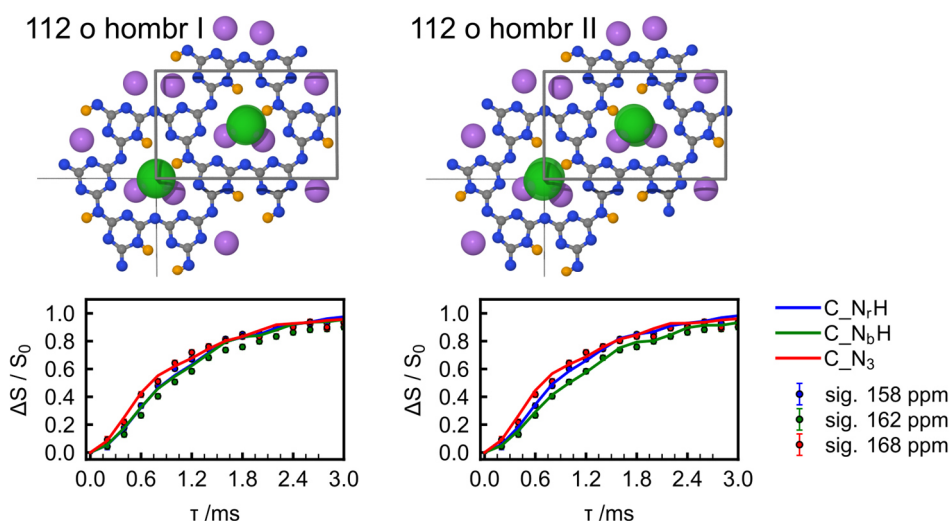 112 o hombr I
112 o hombr II
ΔS / S₀
1.0
0.8
0.6
0.4
0.2
0.0
0.0 0.6 1.2 1.8 2.4 3.0
τ /ms
ΔS / S₀
1.0
0.8
0.6
0.4
0.2
0.0
0.0 0.6 1.2 1.8 2.4 3.0
τ /ms
C_NᵣH
C_N_bH
C_N₃
sig. 158 ppm
sig. 162 ppm
sig. 168 ppm